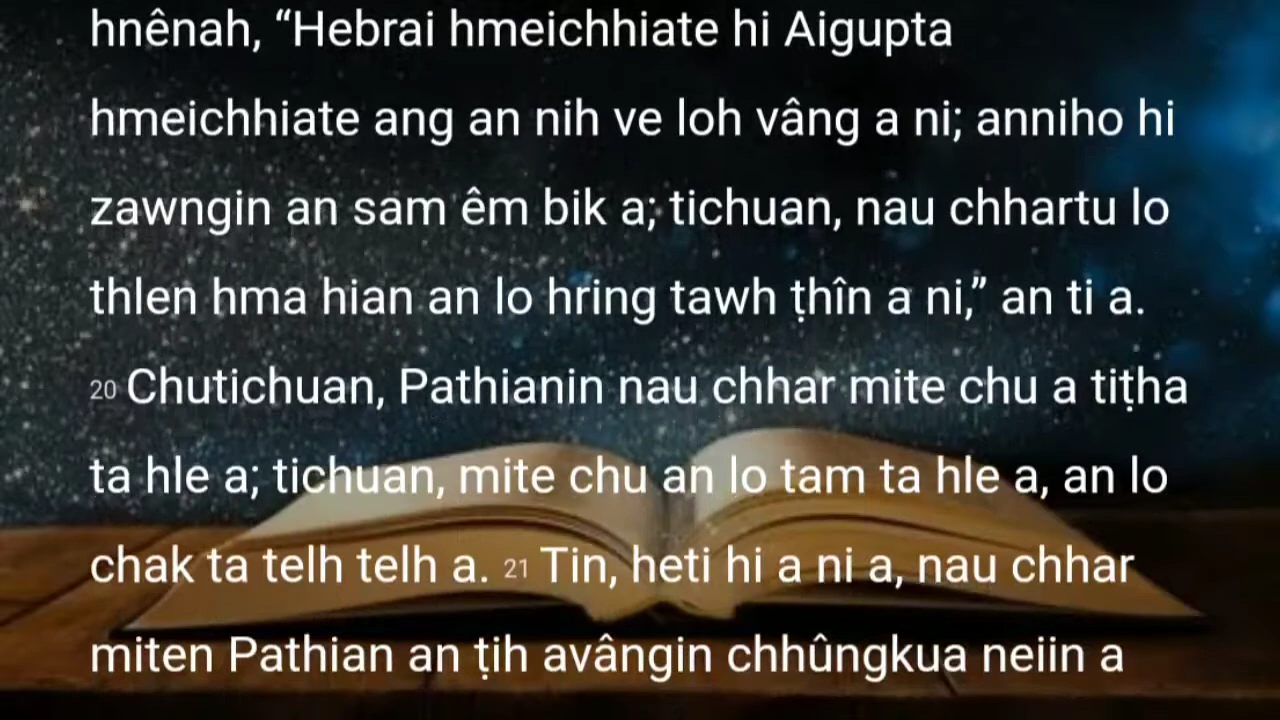 hnênah, “Hebrai hmeichhiate hi Aigupta
hmeichhiate ang an nih ve loh vâng a ni; anniho hi
zawngin an sam êm bik a; tichuan, nau chhartu lo
thlen hma hian an lo hring tawh ṭhîn a ni,” an ti a.
20 Chutichuan, Pathianin nau chhar mite chu a tiṭha
ta hle a; tichuan, mite chu an lo tam ta hle a, an lo
chak ta telh telh a. 21 Tin, heti hi a ni a, nau chhar
miten Pathian an ṭih avângin chhûngkua neiin a